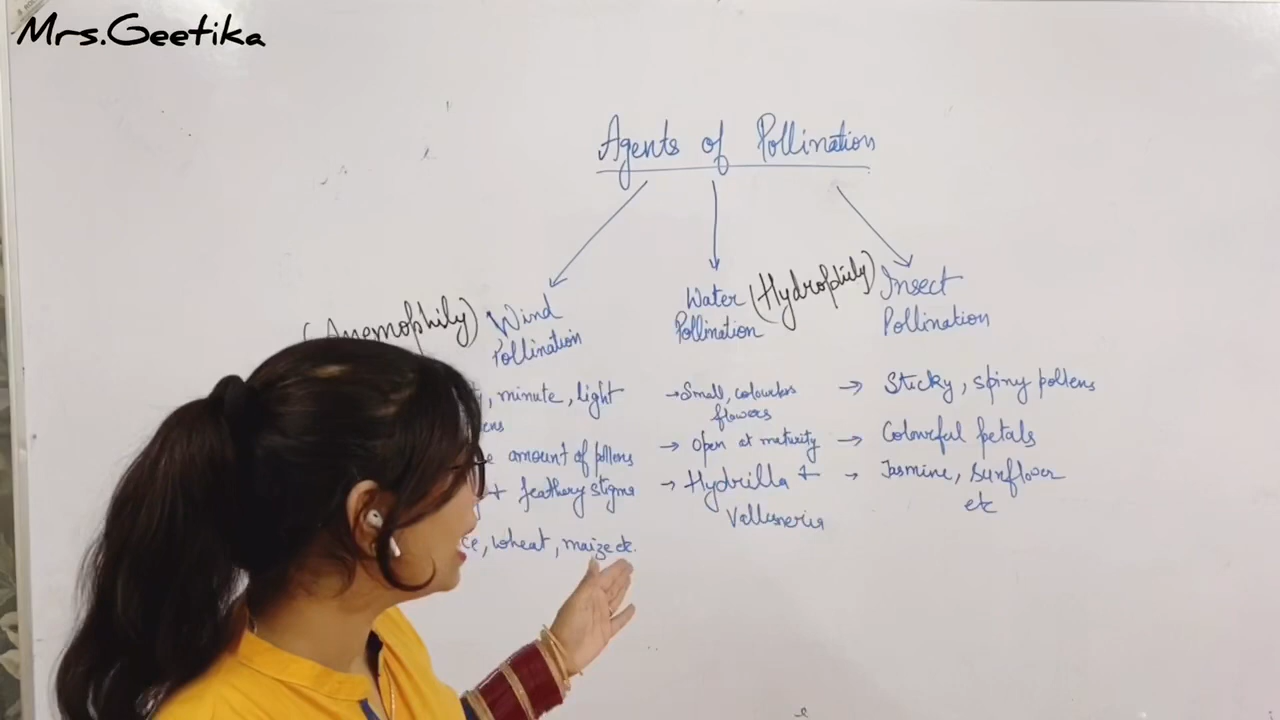 Mrs.Geetika
Agents of Pollination
(Anemophily) Wind
Pollination
minute, light
amount of pollens
+ feathery stigma
wheat, maize etc.
Water (Hydrophily)
Pollination
→ Small, colourless
flowers
→ Open at maturity
→ Hydrilla +
Vallisneria
Insect
Pollination
→ Sticky, spiny pollens
→ Colourful petals
→ Jasmine, Sunflower
etc